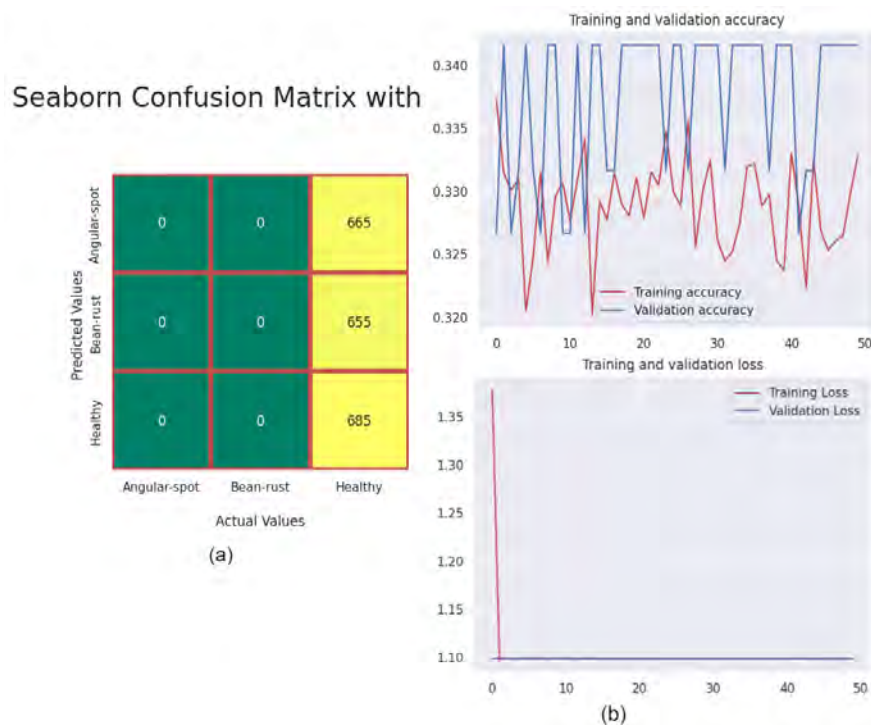 Seaborn Confusion Matrix with
Predicted Values
Angular-spot
Bean-rust
Healthy
0 0 665
0 0 655
0 0 685
Angular-spot Bean-rust Healthy
Actual Values
(a)
Training and validation accuracy
0.340
0.335
0.330
0.325
0.320
Training accuracy
Validation accuracy
0 10 20 30 40 50
Training and validation loss
Training Loss
Validation Loss
1.35
1.30
1.25
1.20
1.15
1.10
0 10 20 30 40 50
(b)